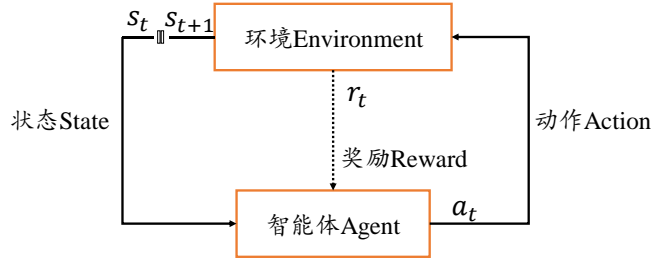 s_t s_{t+1}
环境Environment
r_t
状态State
动作Action
奖励Reward
智能体Agent
a_t